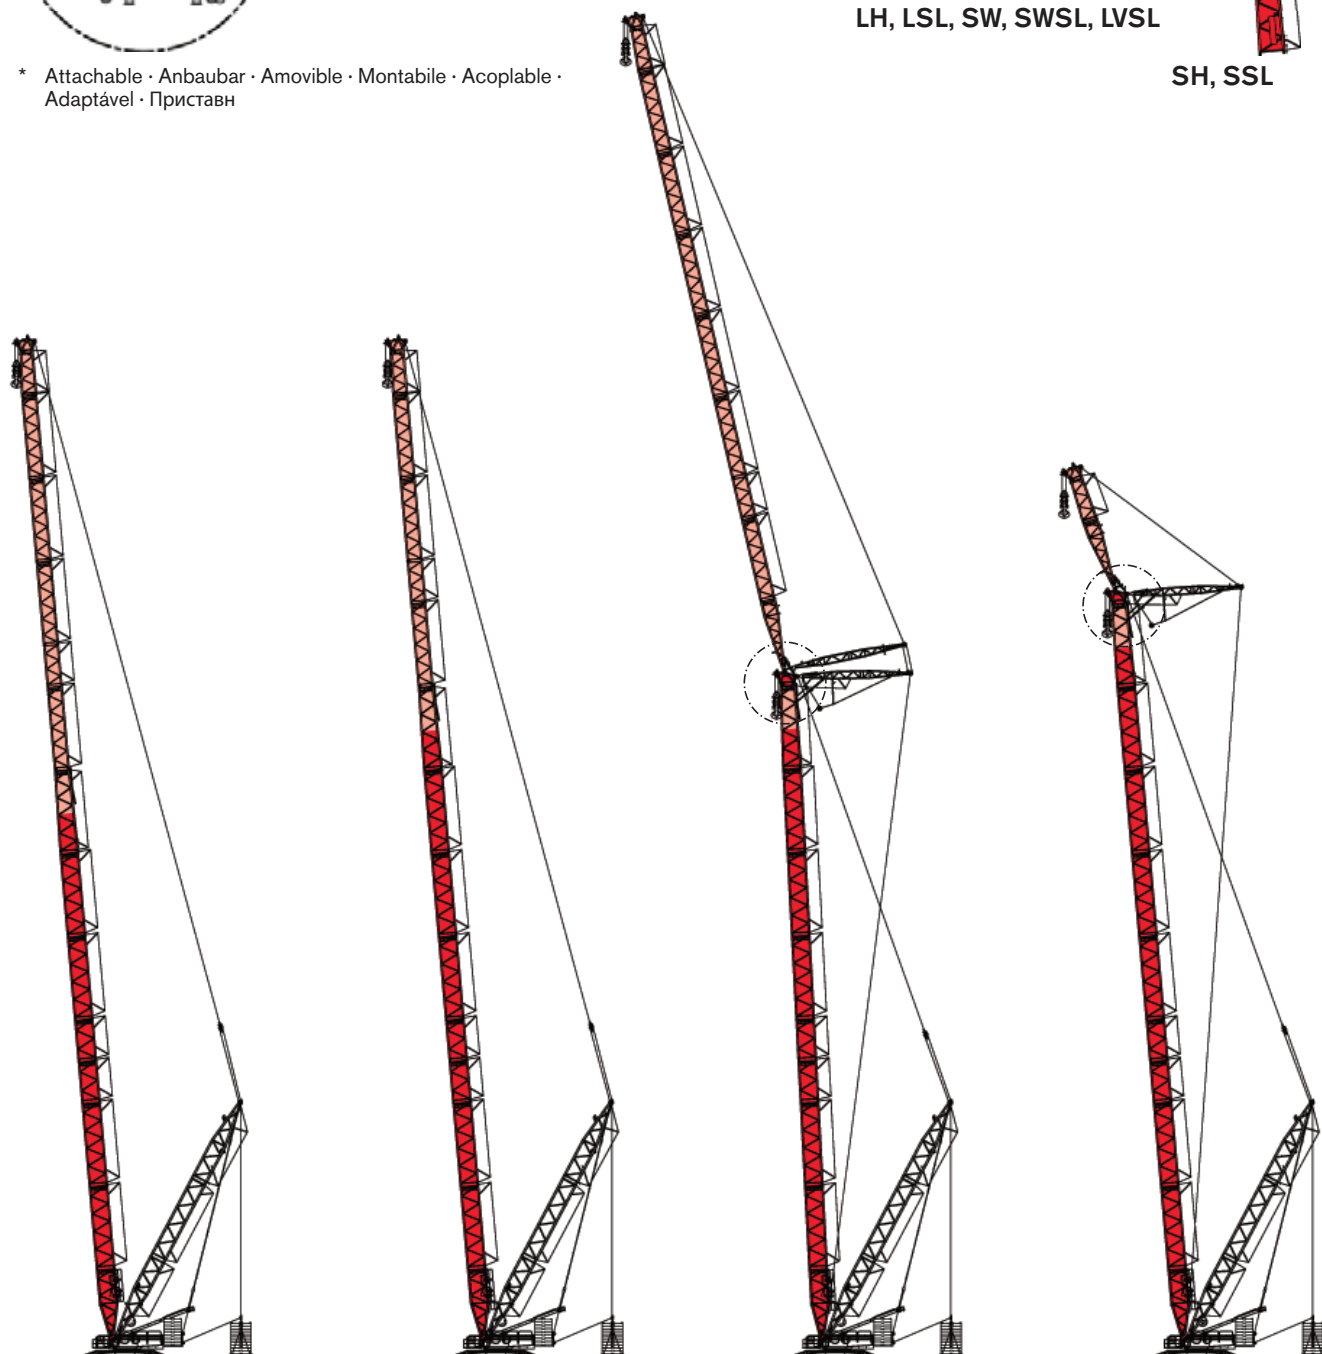 LH, LSL, SW, SWSL, LVSL
SH, SSL
* Attachable · Anbaubar · Amovible · Montabile · Acoplable ·
Adaptável · Приставн